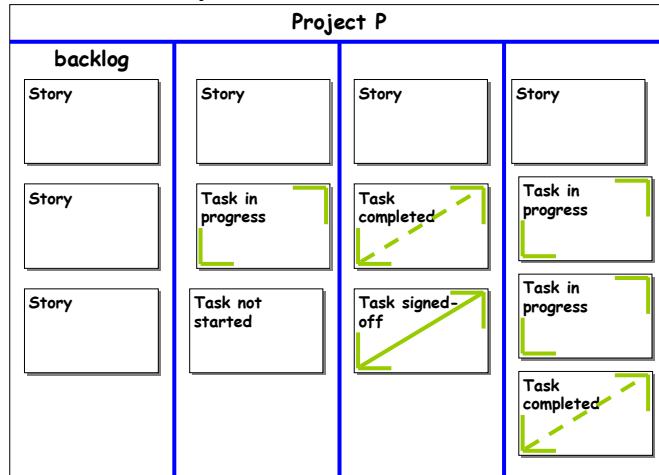 Project P
backlog
Story
Story
Story
Story
Task in
progress
Task not
started
Story
Task
completed
Task signed-
off
Story
Task in
progress
Task in
progress
Task
completed